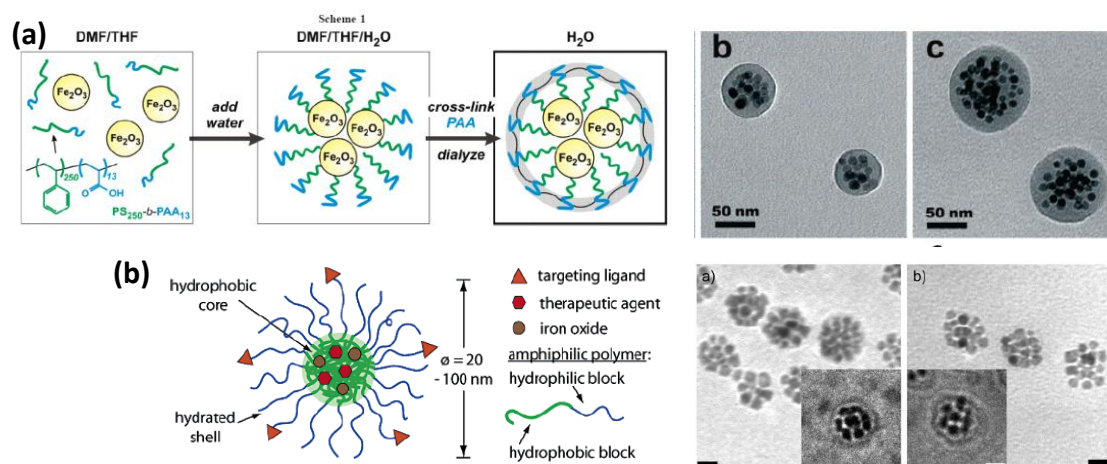 (a)
Scheme 1
DMF/THF
DMF/THF/H₂O
H₂O
Fe₂O₃
Fe₂O₃
Fe₂O₃
Fe₂O₃
250
13
O
OH
PS₂₅₀-b-PAA₁₃
add
water
Fe₂O₃
Fe₂O₃
Fe₂O₃
cross-link
PAA
dialyze
Fe₂O₃
Fe₂O₃
Fe₂O₃
b
50 nm
c
50 nm
(b)
hydrophobic
core
hydrated
shell
ø = 20
- 100 nm
targeting ligand
therapeutic agent
iron oxide
amphiphilic polymer:
hydrophilic block
hydrophobic block
a)
b)